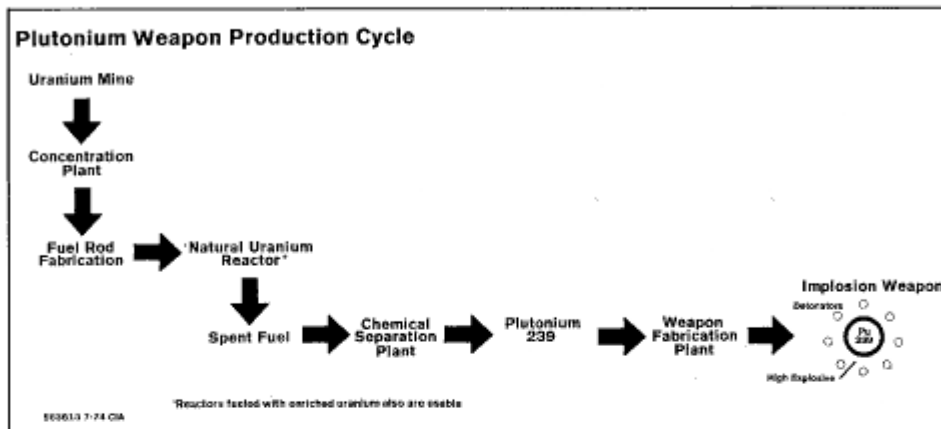 Plutonium Weapon Production Cycle
Uranium Mine
Concentration
Plant
Fuel Rod
Fabrication
*Natural Uranium
Reactor*
Spent Fuel
Chemical
Separation
Plant
Plutonium
239
Weapon
Fabrication
Plant
Implosion Weapon
Detonators
Pu
239
High Explosive
*Reactors fueled with enriched uranium also are usable
7-74 CIA